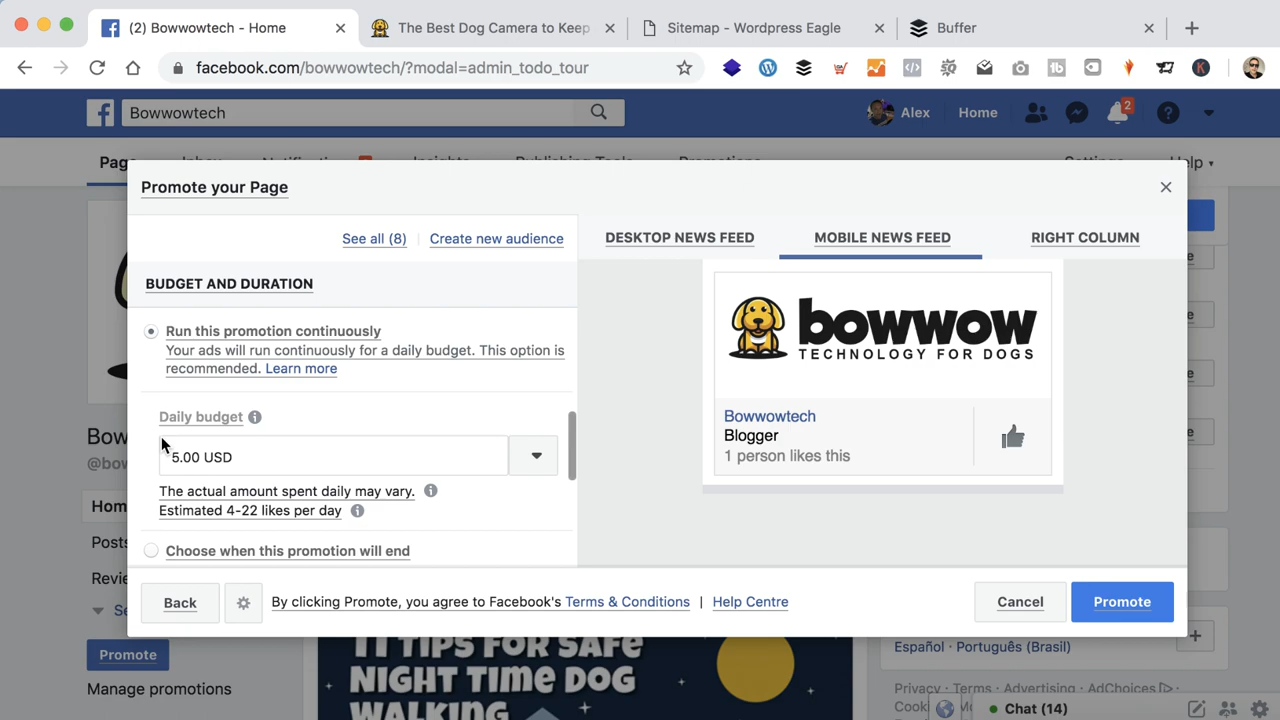 (2) Bowwowtech - Home
The Best Dog Camera to Keep
Sitemap - Wordpress Eagle
Buffer
facebook.com/bowwowtech/?modal=admin_todo_tour
Bowwowtech
Alex
Home
2
Promote your Page
See all (8)
Create new audience
DESKTOP NEWS FEED
MOBILE NEWS FEED
RIGHT COLUMN
BUDGET AND DURATION
Run this promotion continuously
Your ads will run continuously for a daily budget. This option is
recommended. Learn more
Daily budget
5.00 USD
The actual amount spent daily may vary.
Estimated 4-22 likes per day
Choose when this promotion will end
bowwow
TECHNOLOGY FOR DOGS
Bowwowtech
Blogger
1 person likes this
Back
By clicking Promote, you agree to Facebook's Terms & Conditions | Help Centre
Cancel
Promote
Promote
Manage promotions
11 TIPS FOR SAFE
NIGHT TIME DOG
WALKING
Español · Português (Brasil)
Privacy · Terms · Advertising · AdChoices
Chat (14)